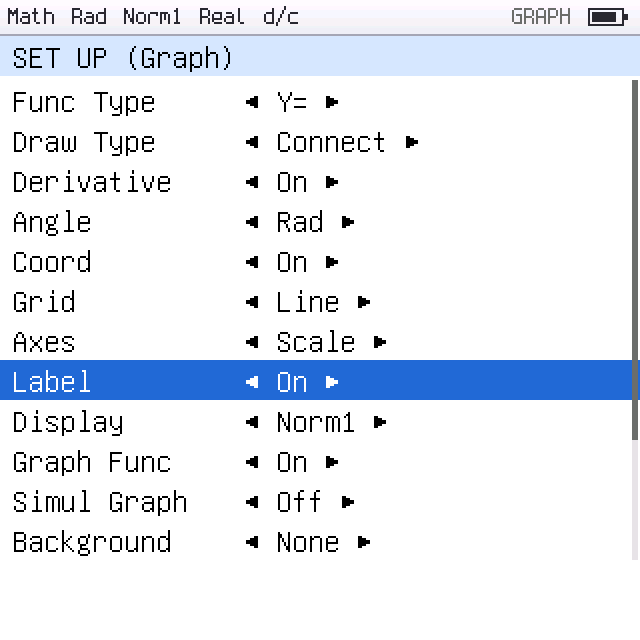 Math Rad Norm1 Real d/c GRAPH
SET UP (Graph)
Func Type ◄ Y= ►
Draw Type ◄ Connect ►
Derivative ◄ On ►
Angle ◄ Rad ►
Coord ◄ On ►
Grid ◄ Line ►
Axes ◄ Scale ►
Label ◄ On ►
Display ◄ Norm1 ►
Graph Func ◄ On ►
Simul Graph ◄ Off ►
Background ◄ None ►